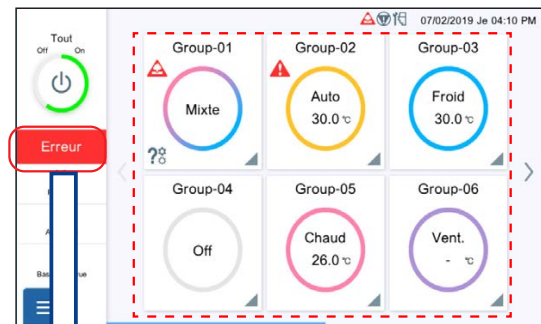 07/02/2019 Je 04:10 PM
Tout
Off On
Erreur
Group-01
Mixte
Group-02
Auto
30.0 °C
Group-03
Froid
30.0 °C
Group-04
Off
Group-05
Chaud
26.0 °C
Group-06
Vent.
- °C